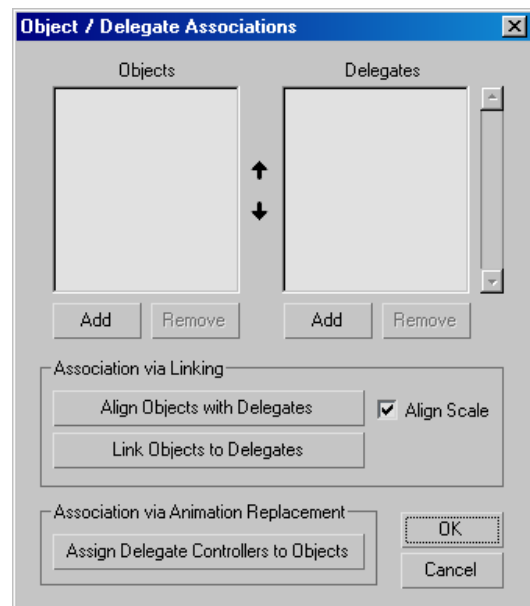 Object / Delegate Associations
Objects
Delegates
Add
Remove
Add
Remove
Association via Linking
Align Objects with Delegates
Align Scale
Link Objects to Delegates
Association via Animation Replacement
Assign Delegate Controllers to Objects
OK
Cancel